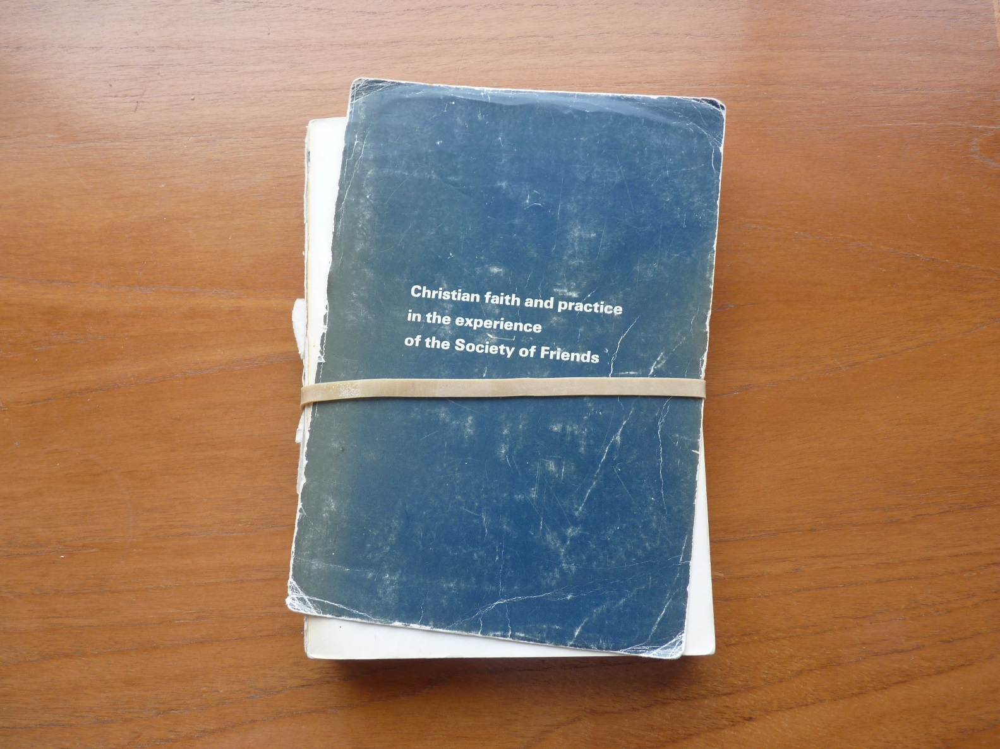 Christian faith and practice
in the experience
of the Society of Friends